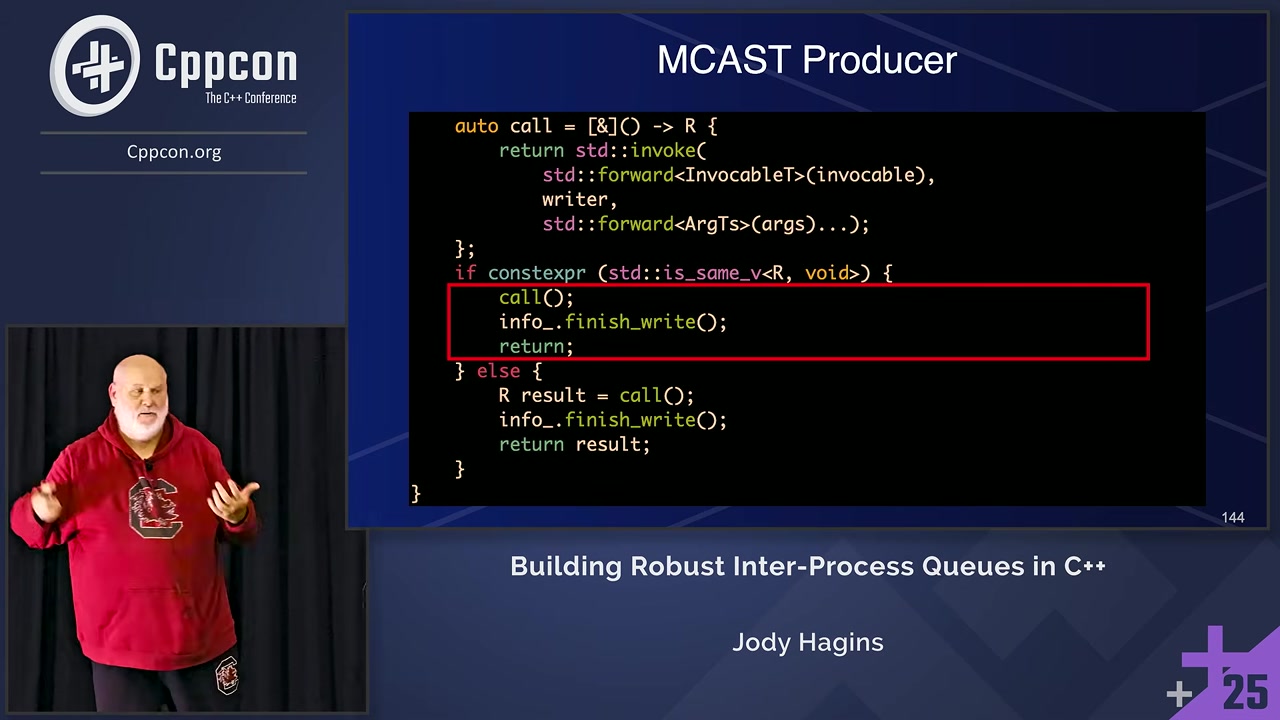 Cppcon
The C++ Conference
Cppcon.org
MCAST Producer
auto call = [&]() -> R {
return std::invoke(
std::forward<InvocableT>(invocable),
writer,
std::forward<ArgTs>(args)...);
};
if constexpr (std::is_same_v<R, void>) {
call();
info_.finish_write();
return;
} else {
R result = call();
info_.finish_write();
return result;
}
}
144
Building Robust Inter-Process Queues in C++
Jody Hagins
C
C
++
25